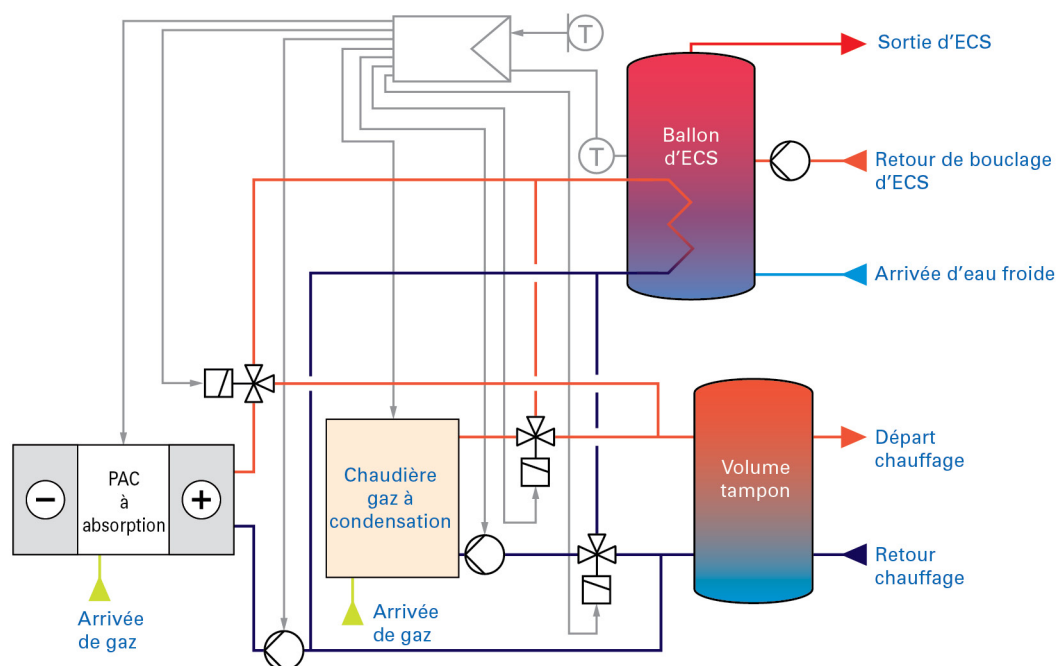 T
Sortie d’ECS
Ballon
d’ECS
T
Retour de bouclage
d’ECS
Arrivée d’eau froide
PAC
à
absorption
−
+
Chaudière
gaz à
condensation
Volume
tampon
Départ
chauffage
Retour
chauffage
Arrivée
de gaz
Arrivée
de gaz